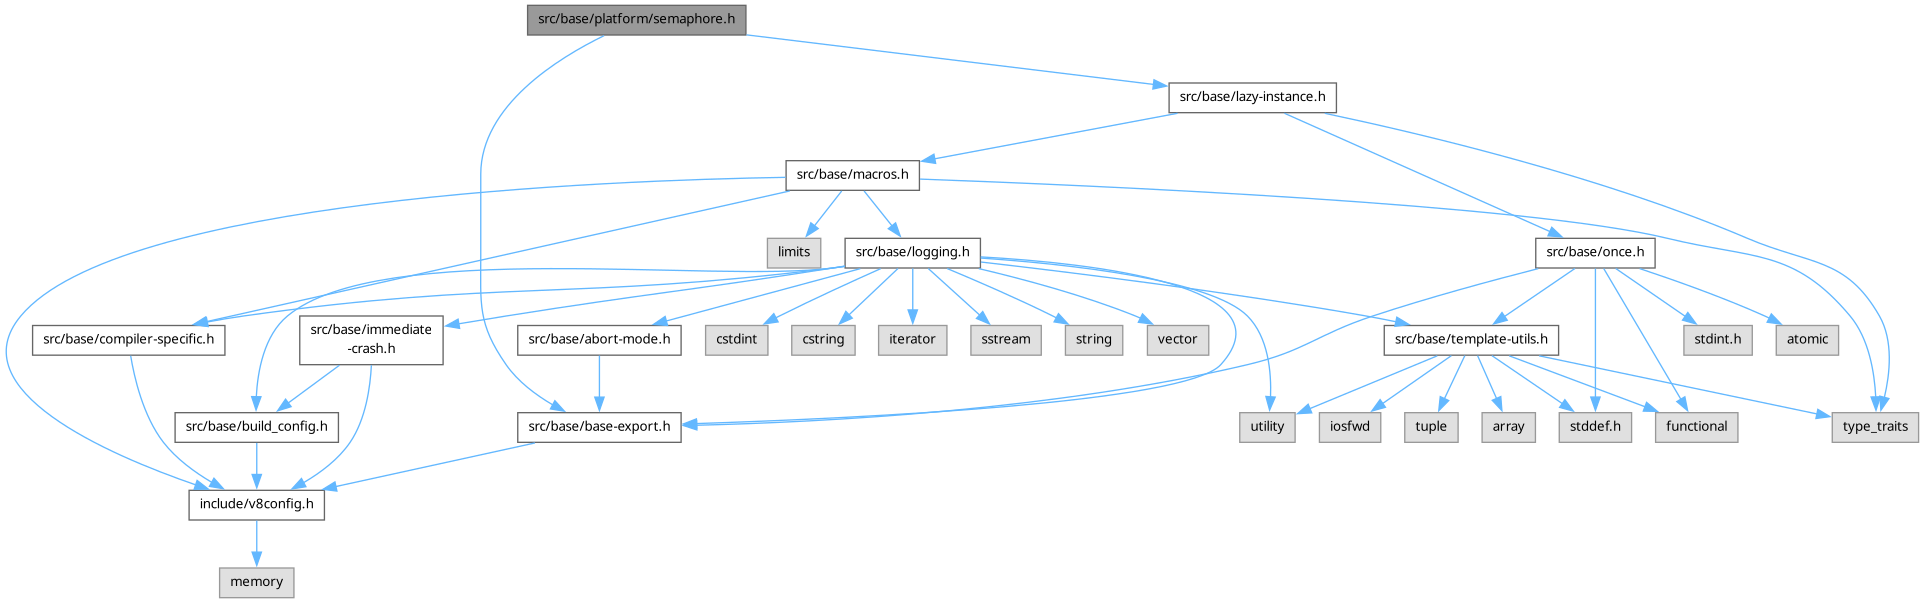 src/base/platform/semaphore.h
src/base/lazy-instance.h
src/base/macros.h
limits
src/base/logging.h
src/base/once.h
src/base/compiler-specific.h
src/base/immediate
-crash.h
src/base/abort-mode.h
cstdint
cstring
iterator
sstream
string
vector
src/base/template-utils.h
stdint.h
atomic
src/base/build_config.h
src/base/base-export.h
utility
iosfwd
tuple
array
stddef.h
functional
type_traits
include/v8config.h
memory